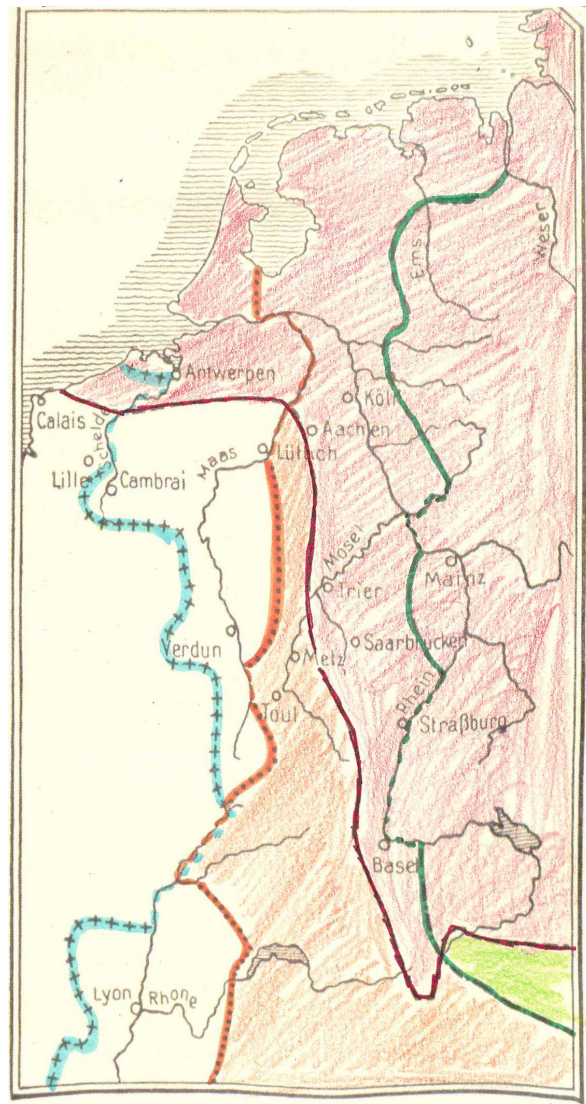 Weser
Ems
Antwerpen
Calais
Schelde
Köln
Aachen
Lille
Cambrai
Maas
Lüttich
Mosel
Mainz
Trier
Saarbrücken
Verdun
Metz
Toul
Rhein
Straßburg
Basel
Lyon
Rhone